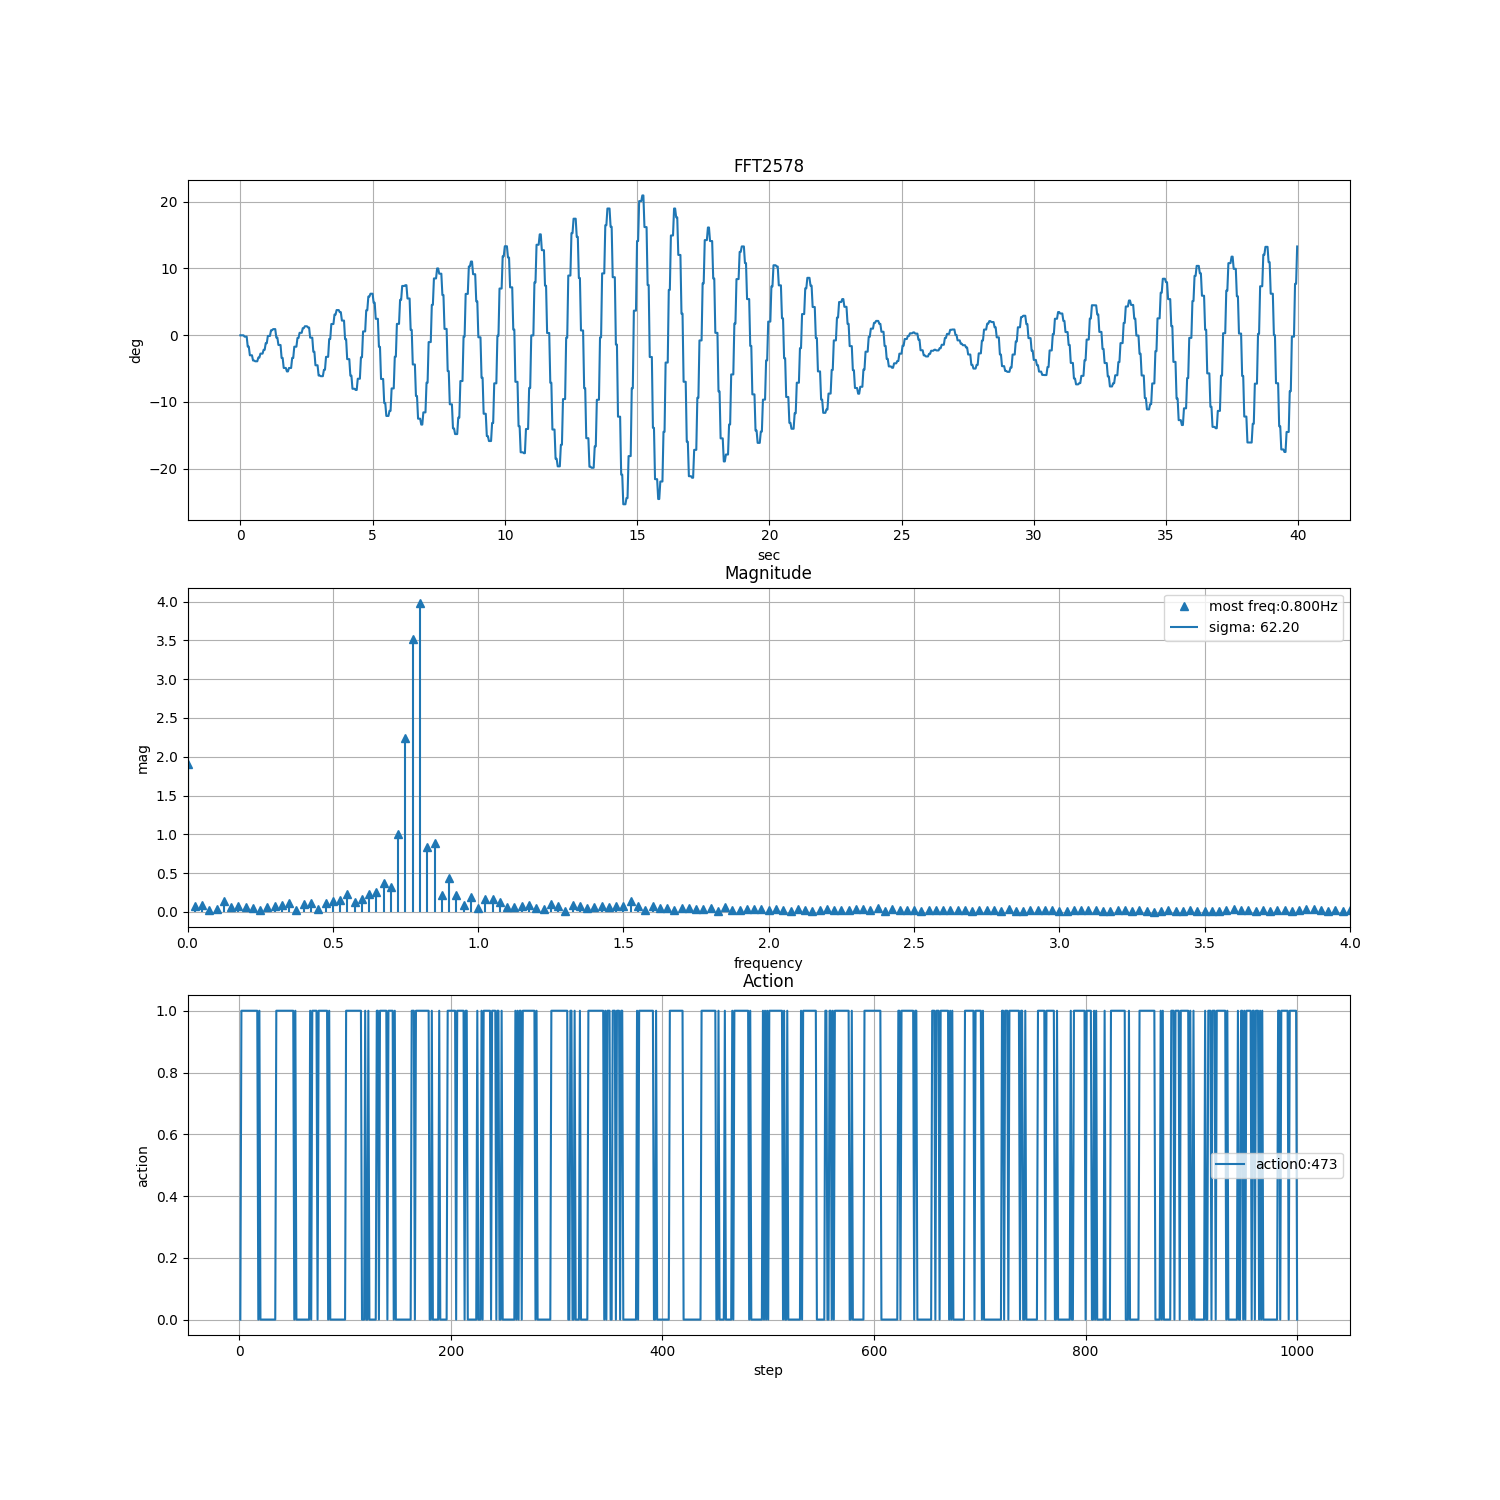 FFT2578
20
10
0
−10
−20
deg
0 5 10 15 20 25 30 35 40
sec
Magnitude
4.0
3.5
3.0
2.5
2.0
1.5
1.0
0.5
0.0
mag
most freq:0.800Hz
sigma: 62.20
0.0 0.5 1.0 1.5 2.0 2.5 3.0 3.5 4.0
frequency
Action
1.0
0.8
0.6
0.4
0.2
0.0
action
action0:473
0 200 400 600 800 1000
step